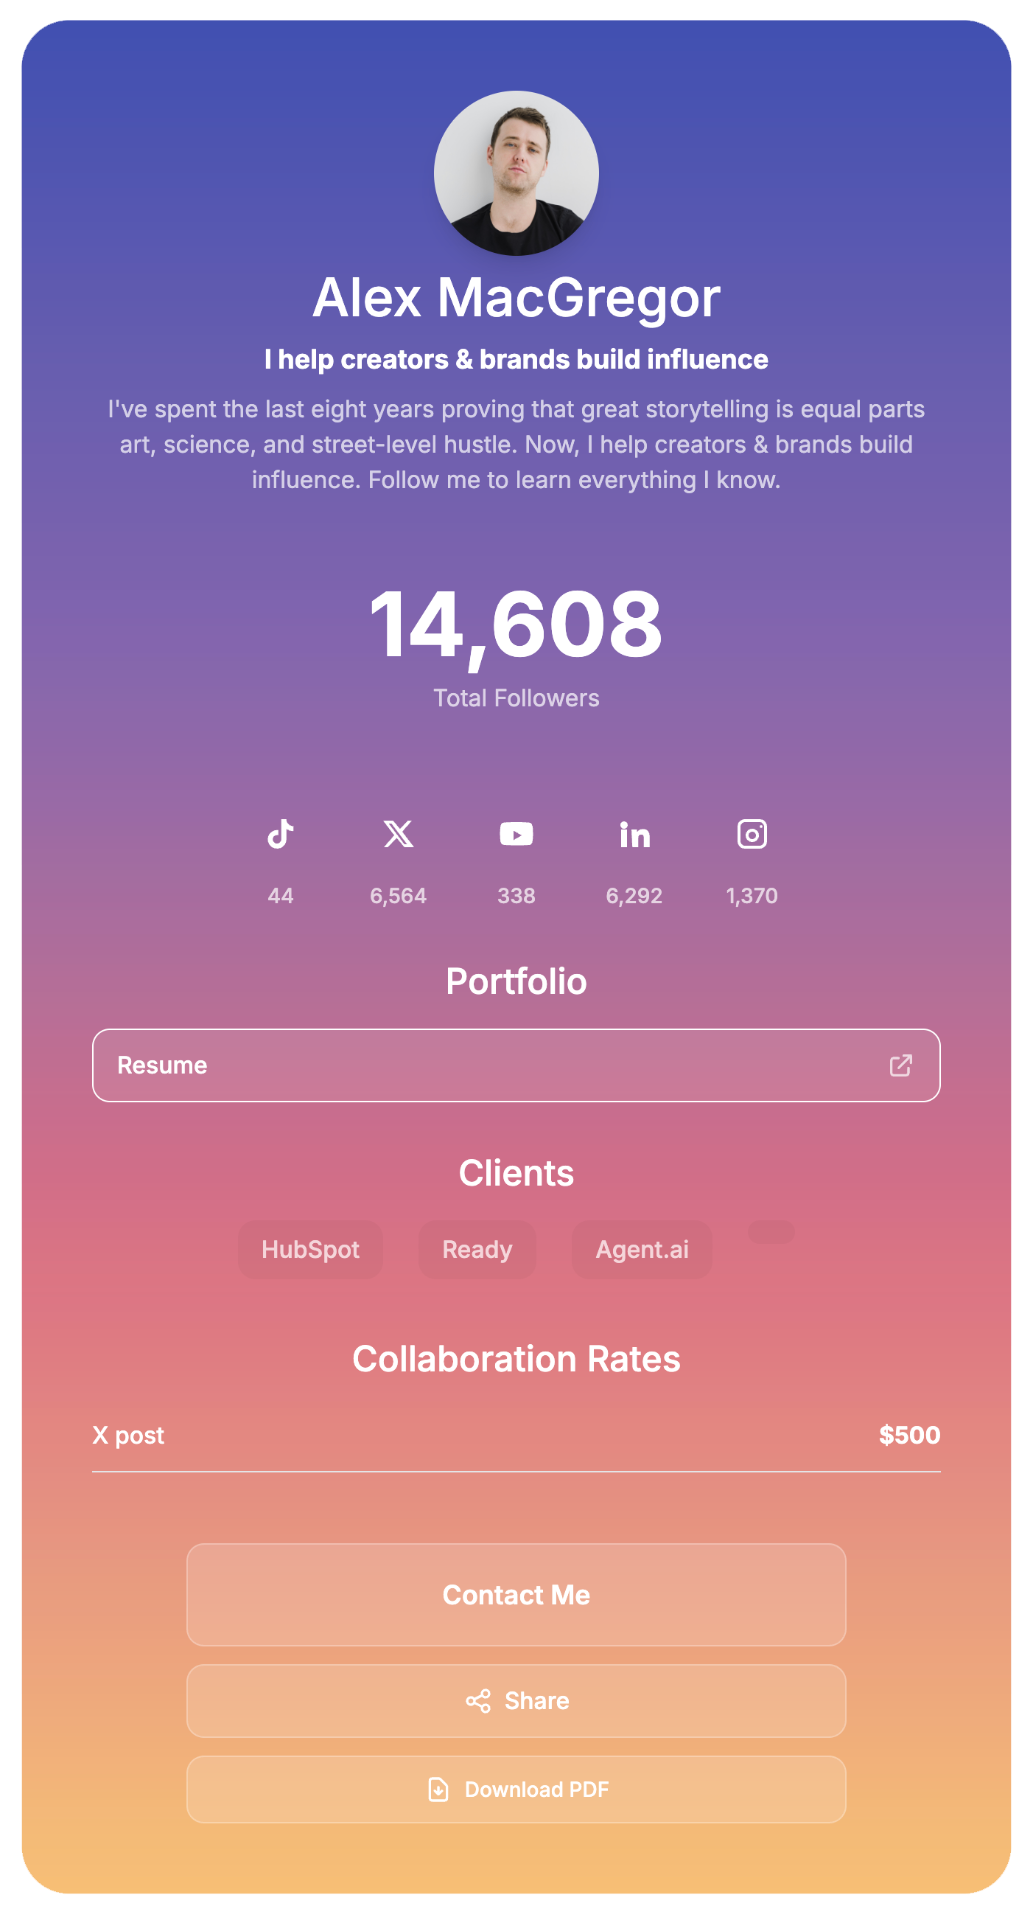 Alex MacGregor
I help creators & brands build influence
I've spent the last eight years proving that great storytelling is equal parts
art, science, and street-level hustle. Now, I help creators & brands build
influence. Follow me to learn everything I know.
14,608
Total Followers
44 6,564 338 6,292 1,370
Portfolio
Resume
Clients
HubSpot Ready Agent.ai
Collaboration Rates
X post $500
Contact Me
Share
Download PDF